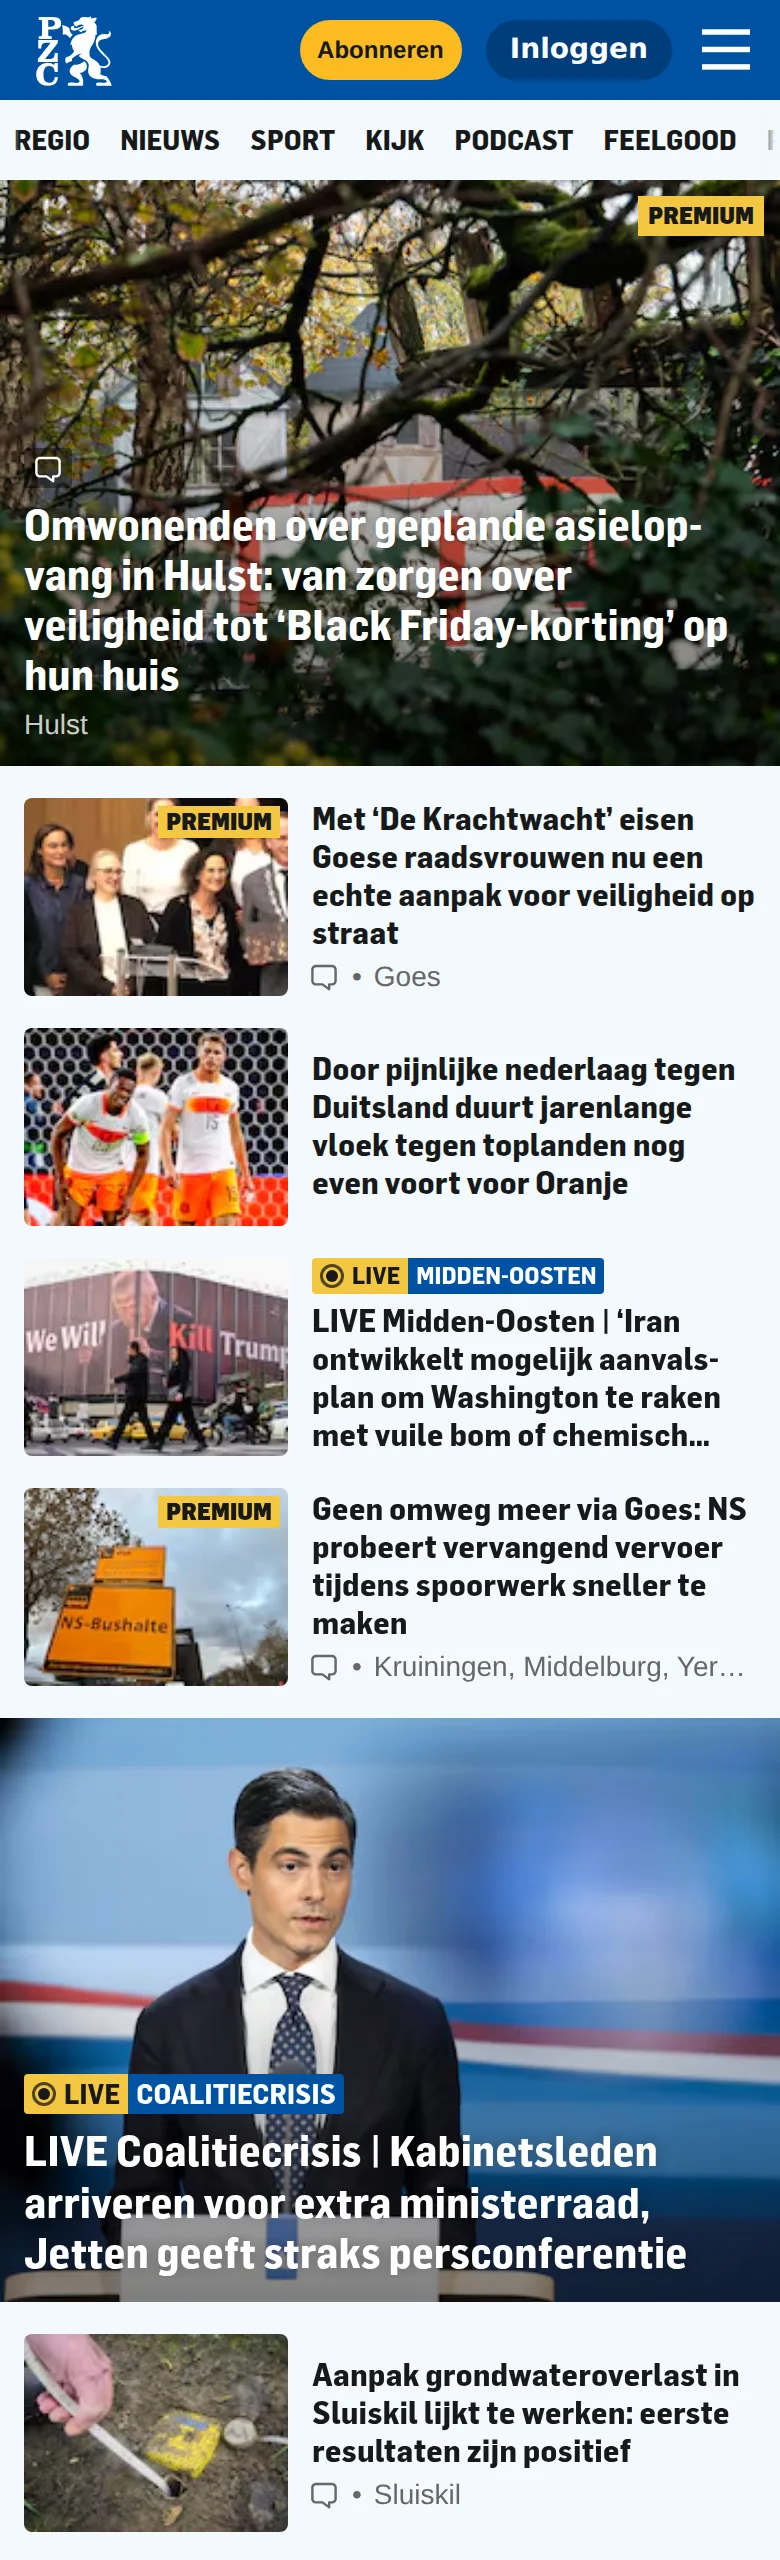 PZC
Abonneren
Inloggen
REGIO NIEUWS SPORT KIJK PODCAST FEELGOOD
PREMIUM
Omwonenden over geplande asielop-
vang in Hulst: van zorgen over
veiligheid tot ‘Black Friday-korting’ op
hun huis
Hulst
PREMIUM
Met ‘De Krachtwacht’ eisen
Goese raadsvrouwen nu een
echte aanpak voor veiligheid op
straat
• Goes
Door pijnlijke nederlaag tegen
Duitsland duurt jarenlange
vloek tegen toplanden nog
even voort voor Oranje
We Will Kill Trump
LIVE MIDDEN-OOSTEN
LIVE Midden-Oosten | ‘Iran
ontwikkelt mogelijk aanvals-
plan om Washington te raken
met vuile bom of chemisch...
PREMIUM
NS-Bushalte
Geen omweg meer via Goes: NS
probeert vervangend vervoer
tijdens spoorwerk sneller te
maken
• Kruiningen, Middelburg, Yer...
LIVE COALITIECRISIS
LIVE Coalitiecrisis | Kabinetsleden
arriveren voor extra ministerraad,
Jetten geeft straks persconferentie
Aanpak grondwateroverlast in
Sluiskil lijkt te werken: eerste
resultaten zijn positief
• Sluiskil